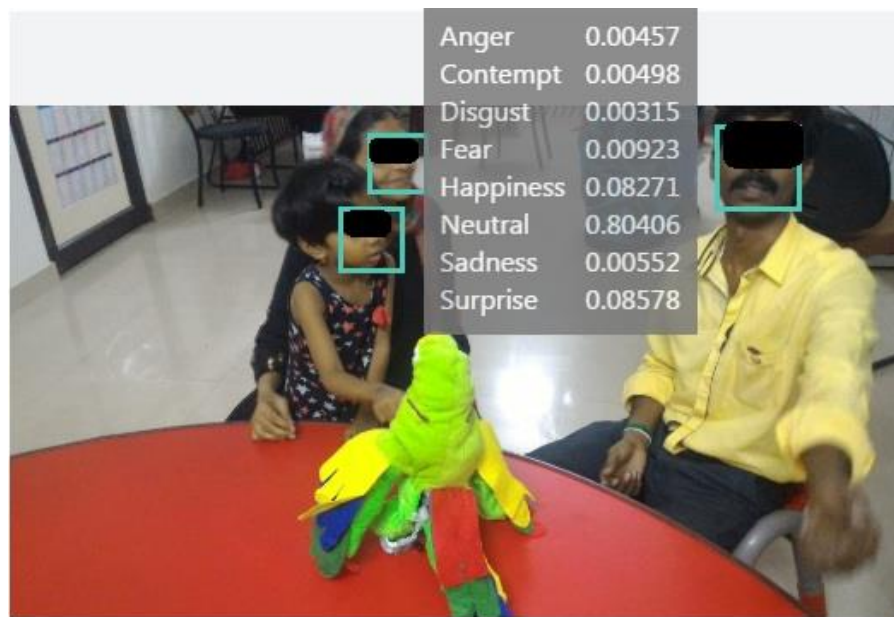 Anger 0.00457
Contempt 0.00498
Disgust 0.00315
Fear 0.00923
Happiness 0.08271
Neutral 0.80406
Sadness 0.00552
Surprise 0.08578